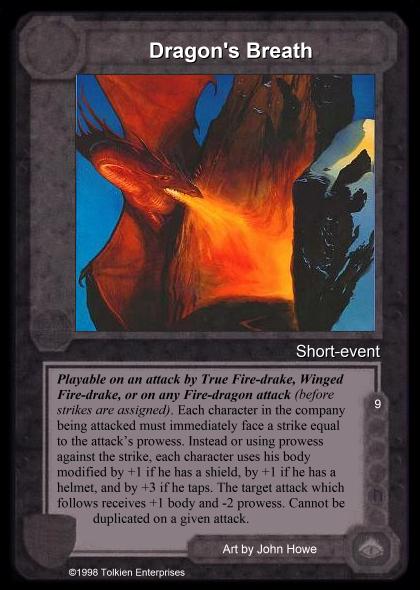 Dragon's Breath
Short-event
Playable on an attack by True Fire-drake, Winged
Fire-drake, or on any Fire-dragon attack (before
strikes are assigned). Each character in the company
being attacked must immediately face a strike equal
to the attack's prowess. Instead or using prowess
against the strike, each character uses his body
modified by +1 if he has a shield, by +1 if he has a
helmet, and by +3 if he taps. The target attack which
follows receives +1 body and -2 prowess. Cannot be
duplicated on a given attack.
9
Art by John Howe
©1998 Tolkien Enterprises